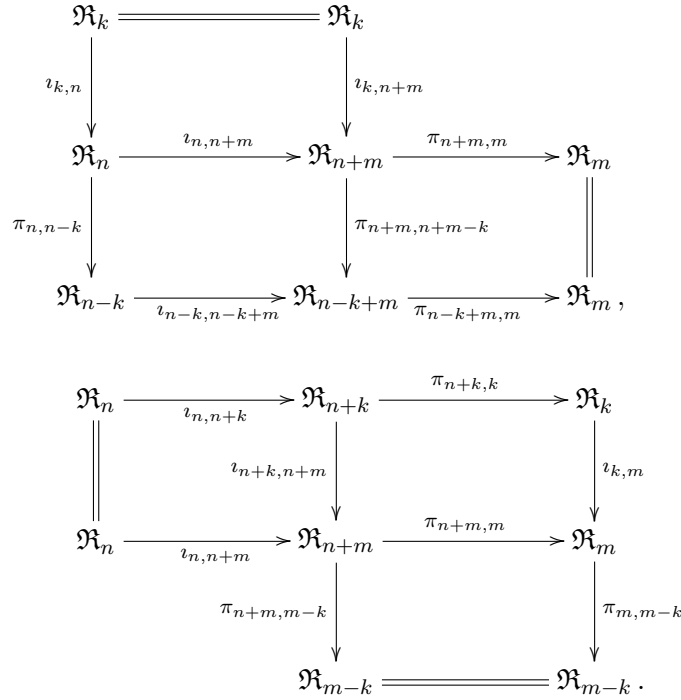 ℜ_k ℜ_k
ı_{k,n} ı_{k,n+m}
ℜ_n ı_{n,n+m} ℜ_{n+m} π_{n+m,m} ℜ_m
π_{n,n−k} π_{n+m,n+m−k}
ℜ_{n−k} ı_{n−k,n−k+m} ℜ_{n−k+m} π_{n−k+m,m} ℜ_m ,
ℜ_n ı_{n,n+k} ℜ_{n+k} π_{n+k,k} ℜ_k
ı_{n+k,n+m} ı_{k,m}
ℜ_n ı_{n,n+m} ℜ_{n+m} π_{n+m,m} ℜ_m
π_{n+m,m−k} π_{m,m−k}
ℜ_{m−k} ℜ_{m−k} .